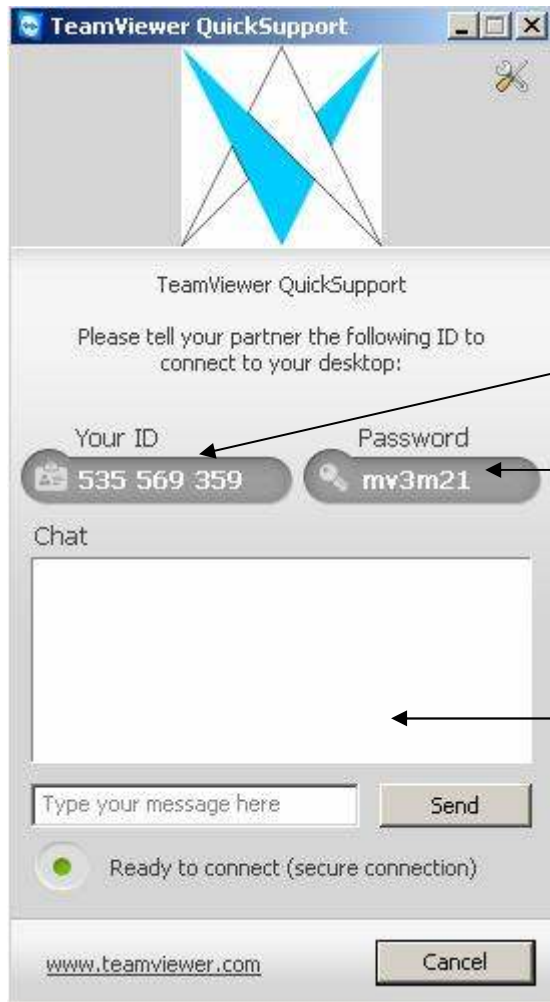 TeamViewer QuickSupport
TeamViewer QuickSupport
Please tell your partner the following ID to
connect to your desktop:
Your ID
Password
535 569 359
mv3m21
Chat
Type your message here
Send
Ready to connect (secure connection)
www.teamviewer.com
Cancel